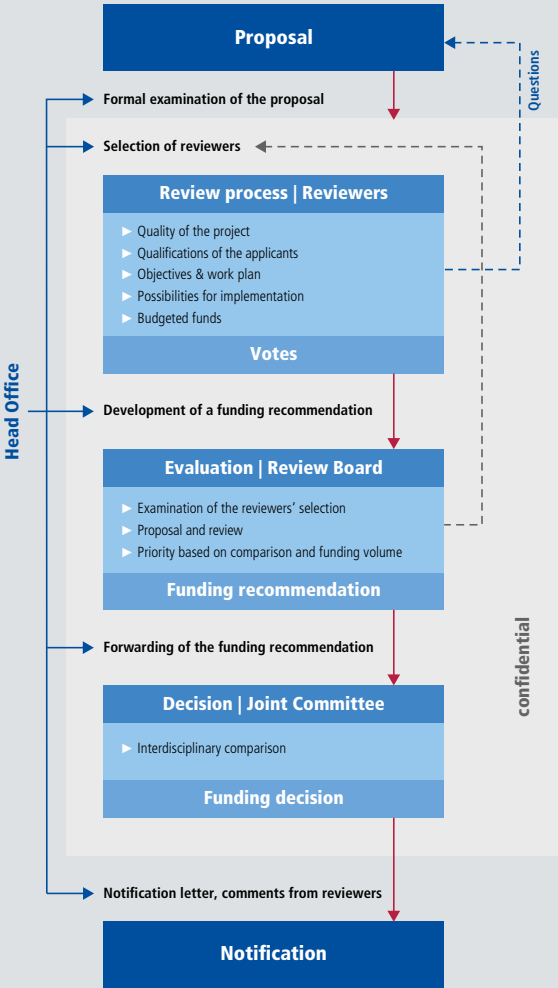 Proposal
Questions
Formal examination of the proposal
Selection of reviewers
Review process | Reviewers
Quality of the project
Qualifications of the applicants
Objectives & work plan
Possibilities for implementation
Budgeted funds
Votes
Head Office
Development of a funding recommendation
Evaluation | Review Board
Examination of the reviewers’ selection
Proposal and review
Priority based on comparison and funding volume
Funding recommendation
confidential
Forwarding of the funding recommendation
Decision | Joint Committee
Interdisciplinary comparison
Funding decision
Notification letter, comments from reviewers
Notification